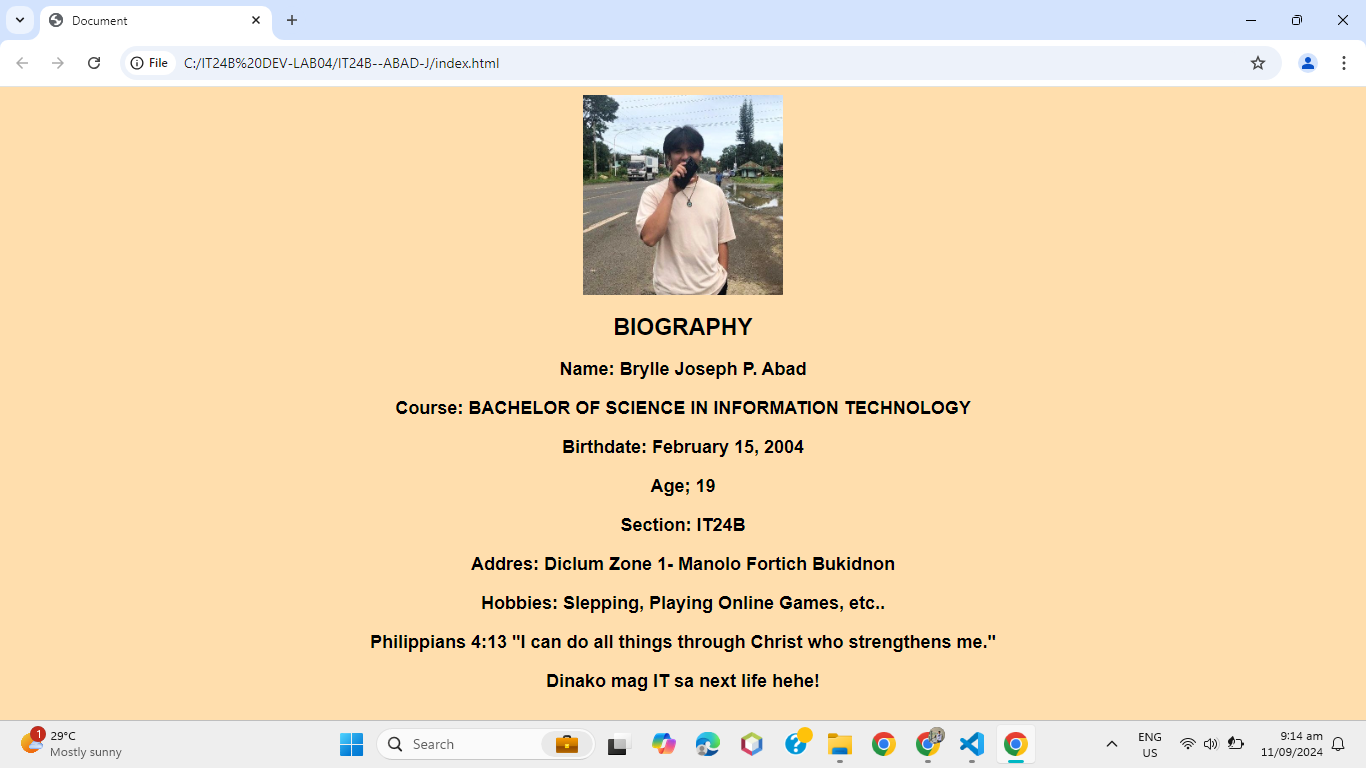 Document
File
C:/IT24B%20DEV-LAB04/IT24B--ABAD-J/index.html
BIOGRAPHY
Name: Brylle Joseph P. Abad
Course: BACHELOR OF SCIENCE IN INFORMATION TECHNOLOGY
Birthdate: February 15, 2004
Age; 19
Section: IT24B
Addres: Diclum Zone 1- Manolo Fortich Bukidnon
Hobbies: Slepping, Playing Online Games, etc..
Philippians 4:13 "I can do all things through Christ who strengthens me."
Dinako mag IT sa next life hehe!
1
29°C
Mostly sunny
Search
ENG
US
9:14 am
11/09/2024